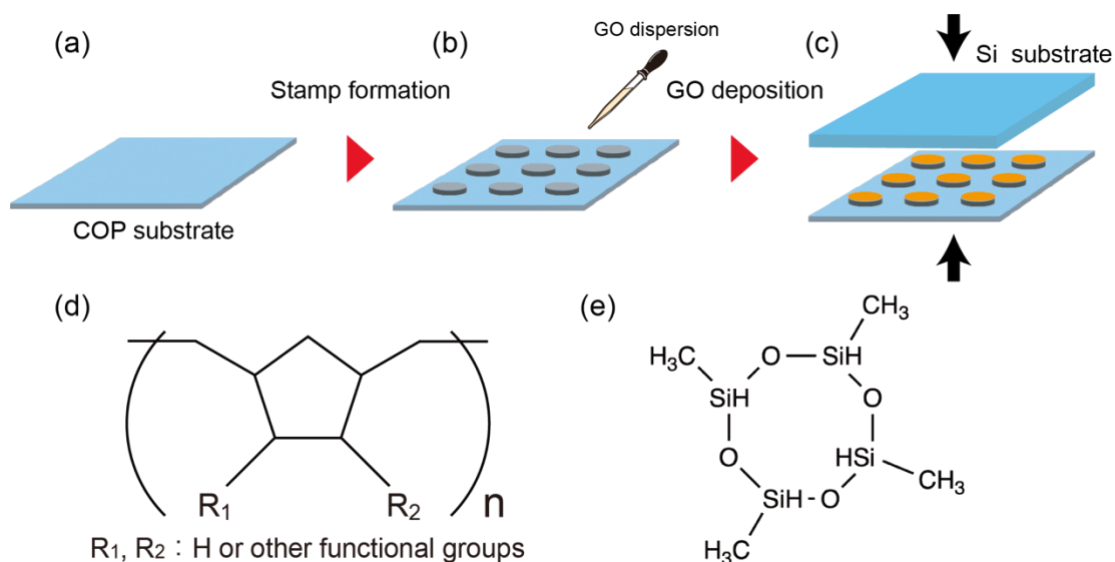 (a)
(b)
(c)
GO dispersion
Si substrate
Stamp formation
GO deposition
COP substrate
(d)
(e)
R1
R2
n
R1, R2 : H or other functional groups
CH3
H3C
O
SiH
SiH
O
O
HSi
SiH
O
CH3
H3C